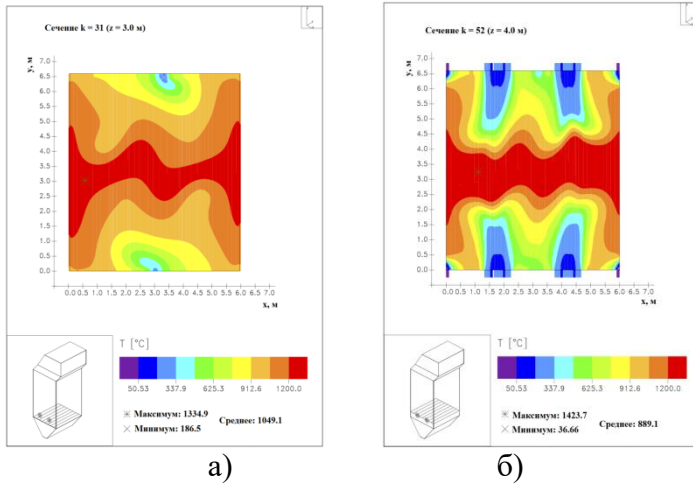 Сечение k = 31 (z = 3.0 м)
y, м
7.0
6.5
6.0
5.5
5.0
4.5
4.0
3.5
3.0
2.5
2.0
1.5
1.0
0.5
0.0
0.0 0.5 1.0 1.5 2.0 2.5 3.0 3.5 4.0 4.5 5.0 5.5 6.0 6.5 7.0
x, м
T [°C]
50.53 337.9 625.3 912.6 1200.0
Максимум: 1334.9
Минимум: 186.5
Среднее: 1049.1
а)
Сечение k = 52 (z = 4.0 м)
y, м
7.0
6.5
6.0
5.5
5.0
4.5
4.0
3.5
3.0
2.5
2.0
1.5
1.0
0.5
0.0
0.0 0.5 1.0 1.5 2.0 2.5 3.0 3.5 4.0 4.5 5.0 5.5 6.0 6.5 7.0
x, м
T [°C]
50.53 337.9 625.3 912.6 1200.0
Максимум: 1423.7
Минимум: 36.66
Среднее: 889.1
б)